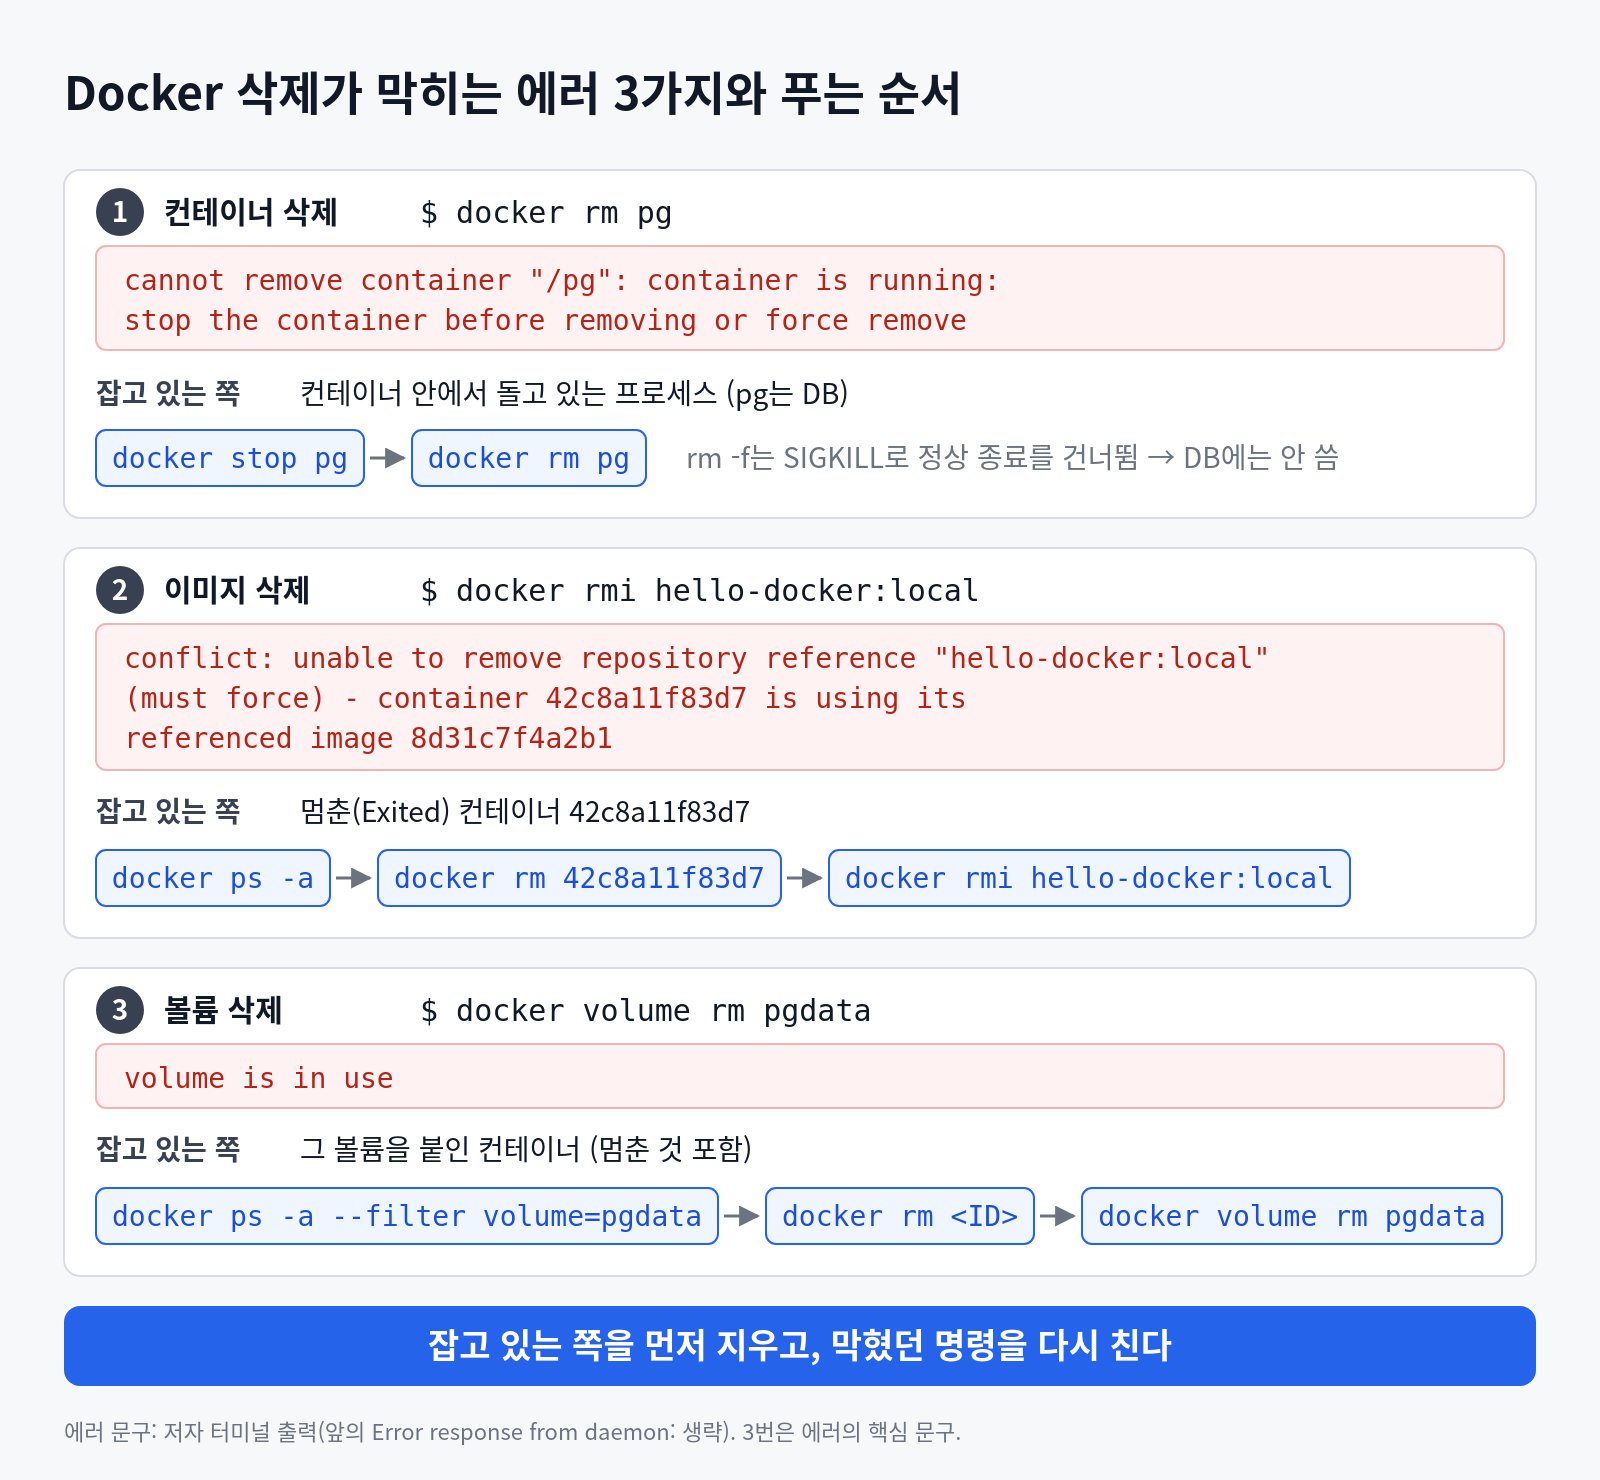 Docker 삭제가 막히는 에러 3가지와 푸는 순서
1 컨테이너 삭제 $ docker rm pg
cannot remove container "/pg": container is running:
stop the container before removing or force remove
잡고 있는 쪽 컨테이너 안에서 돌고 있는 프로세스 (pg는 DB)
docker stop pg → docker rm pg rm -f는 SIGKILL로 정상 종료를 건너뜀 → DB에는 안 씀
2 이미지 삭제 $ docker rmi hello-docker:local
conflict: unable to remove repository reference "hello-docker:local"
(must force) - container 42c8a11f83d7 is using its
referenced image 8d31c7f4a2b1
잡고 있는 쪽 멈춘(Exited) 컨테이너 42c8a11f83d7
docker ps -a → docker rm 42c8a11f83d7 → docker rmi hello-docker:local
3 볼륨 삭제 $ docker volume rm pgdata
volume is in use
잡고 있는 쪽 그 볼륨을 붙인 컨테이너 (멈춘 것 포함)
docker ps -a --filter volume=pgdata → docker rm <ID> → docker volume rm pgdata
잡고 있는 쪽을 먼저 지우고, 막혔던 명령을 다시 친다
에러 문구: 저자 터미널 출력(앞의 Error response from daemon: 생략). 3번은 에러의 핵심 문구.